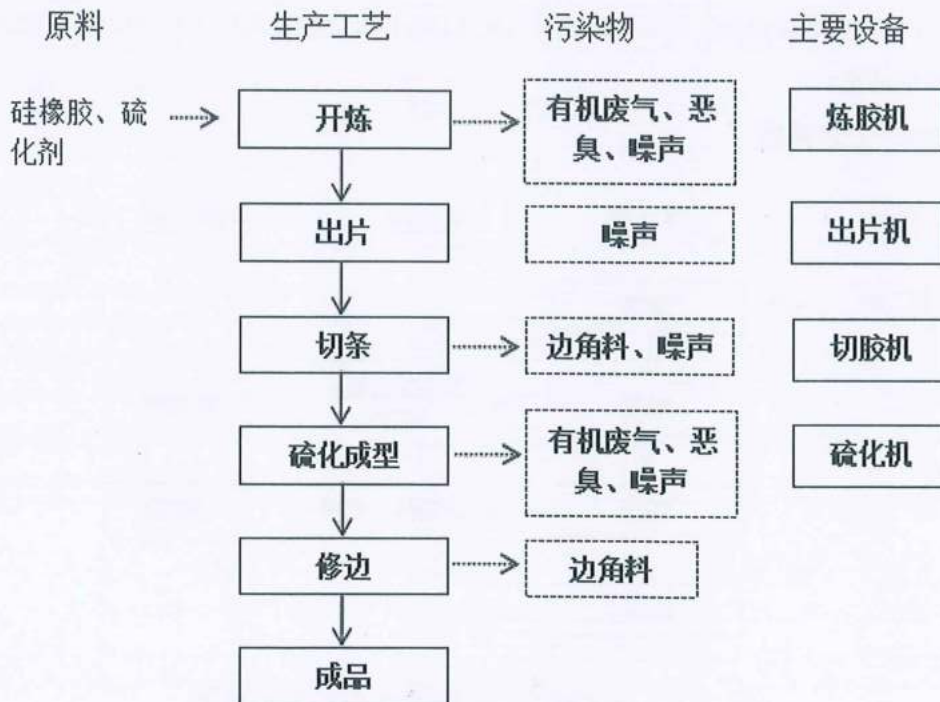 原料 生产工艺 污染物 主要设备
硅橡胶、硫
化剂
开炼
有机废气、恶
臭、噪声
炼胶机
出片
噪声
出片机
切条
边角料、噪声
切胶机
硫化成型
有机废气、恶
臭、噪声
硫化机
修边
边角料
成品